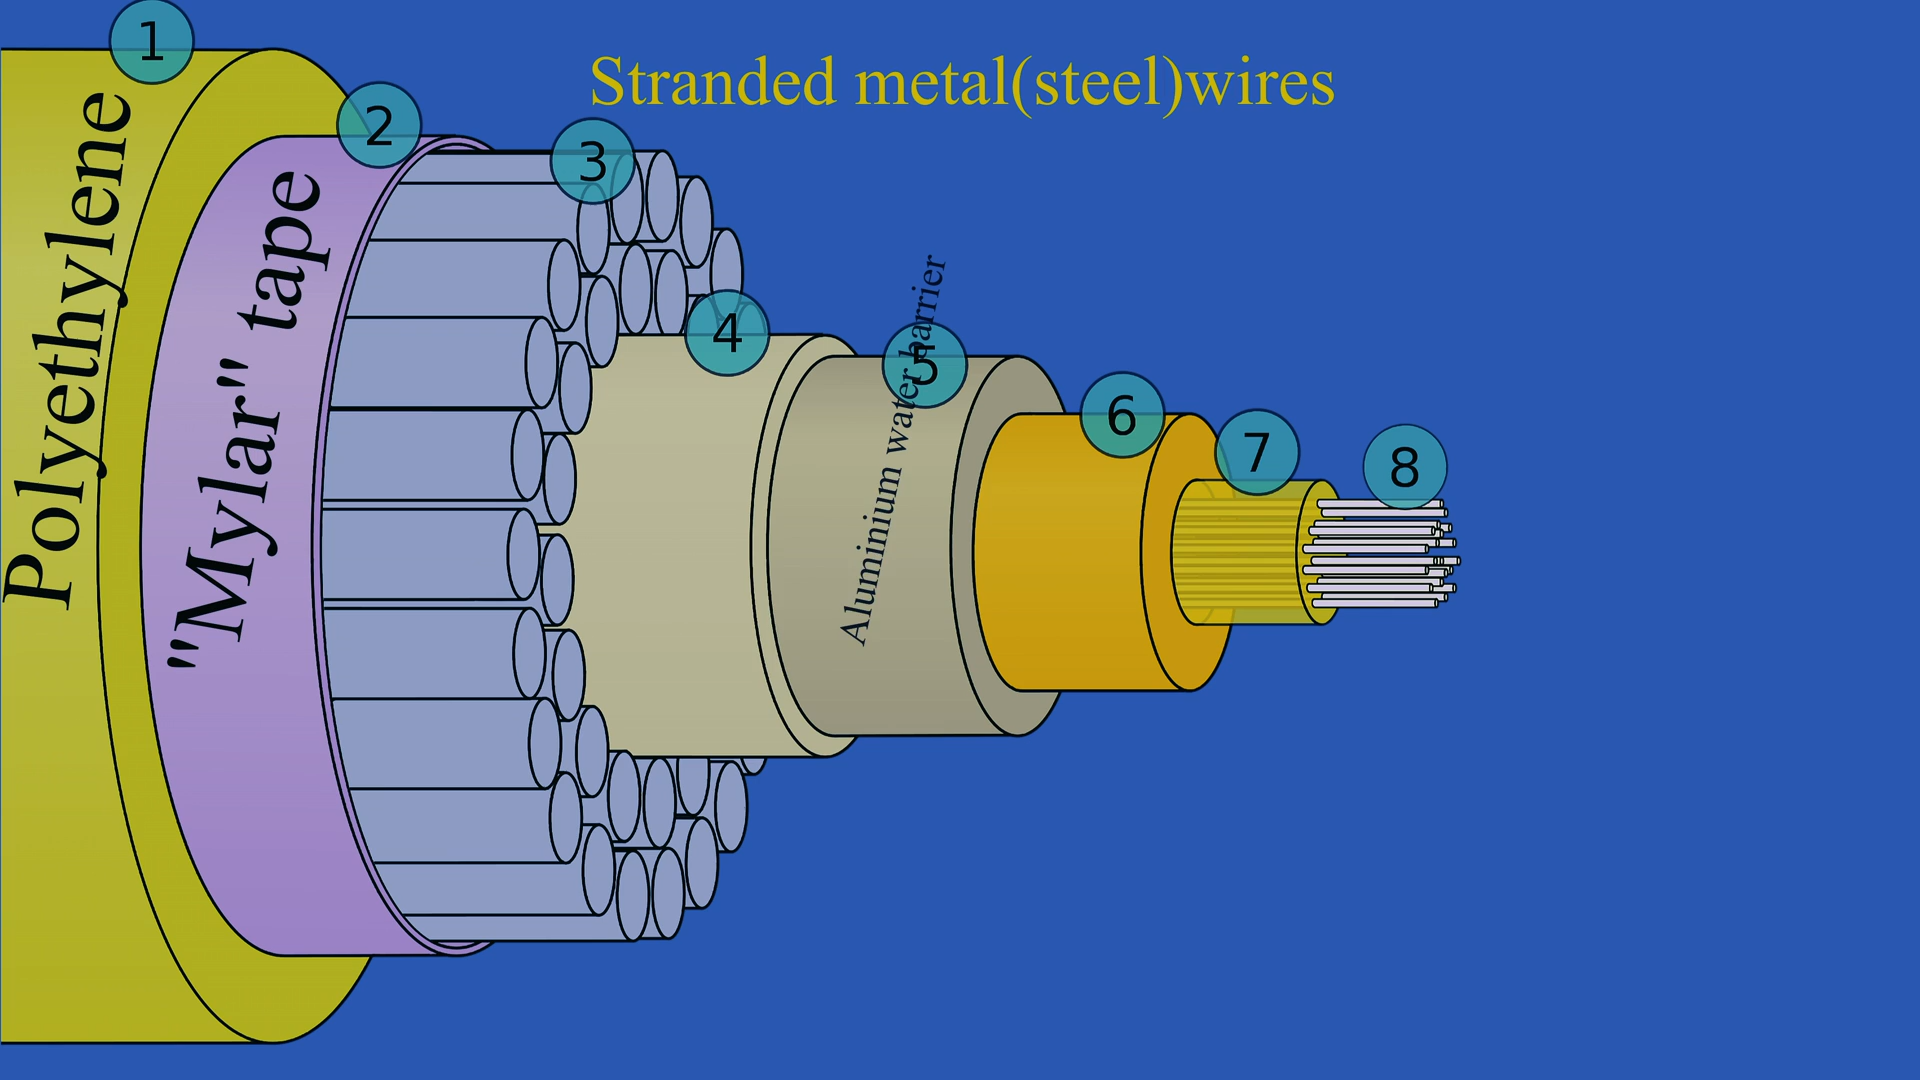 Stranded metal(steel)wires
1
2
3
4
5
6
7
8
Polyethylene
"Mylar" tape
Aluminium water barrier